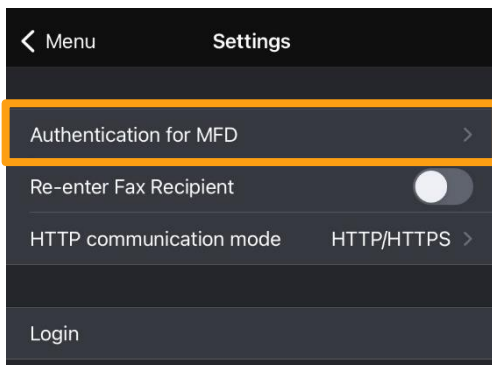 Menu Settings
Authentication for MFD
Re-enter Fax Recipient
HTTP communication mode HTTP/HTTPS
Login